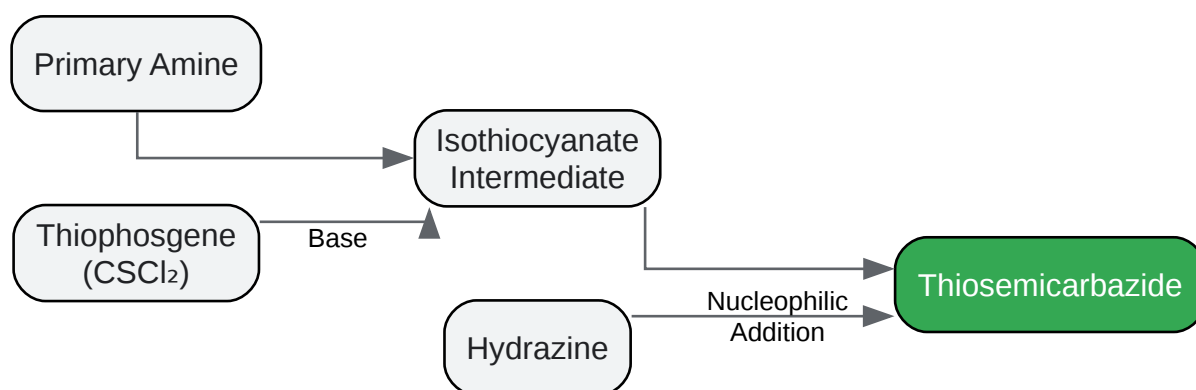 Primary Amine
Isothiocyanate
Intermediate
Thiophosgene
(CSCl₂)
Base
Thiosemicarbazide
Nucleophilic
Addition
Hydrazine